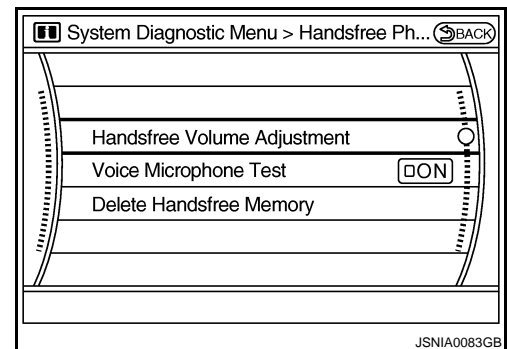 System Diagnostic Menu > Handsfree Ph... BACK
Handsfree Volume Adjustment
Voice Microphone Test ON
Delete Handsfree Memory
JSNIA0083GB